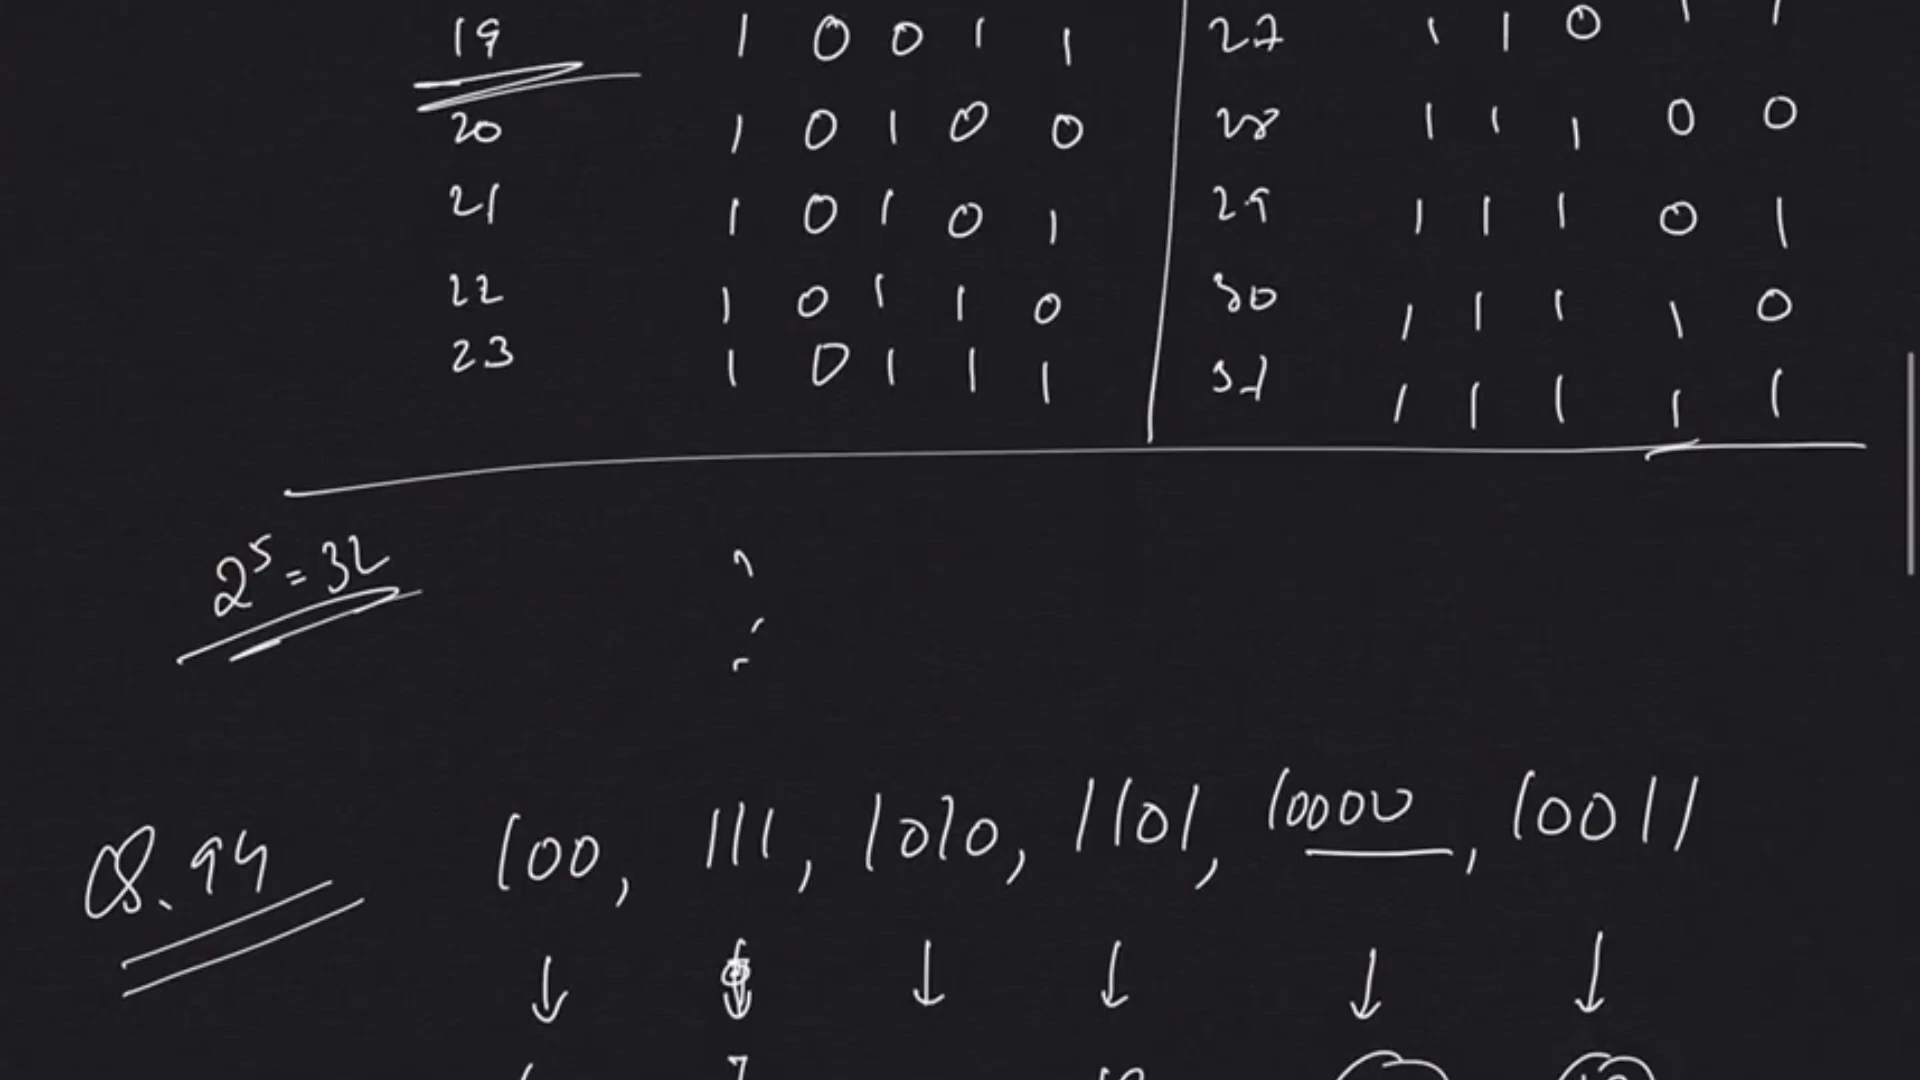 19 1 0 0 1 1 27 1 1 0 1 1
20 1 0 1 0 0 28 1 1 1 0 0
21 1 0 1 0 1 29 1 1 1 0 1
22 1 0 1 1 0 30 1 1 1 1 0
23 1 0 1 1 1 31 1 1 1 1 1
2⁵ = 32
Q. 94 100, 111, 1010, 1101, 10000, 10011
↓ ↓ ↓ ↓ ↓ ↓
7